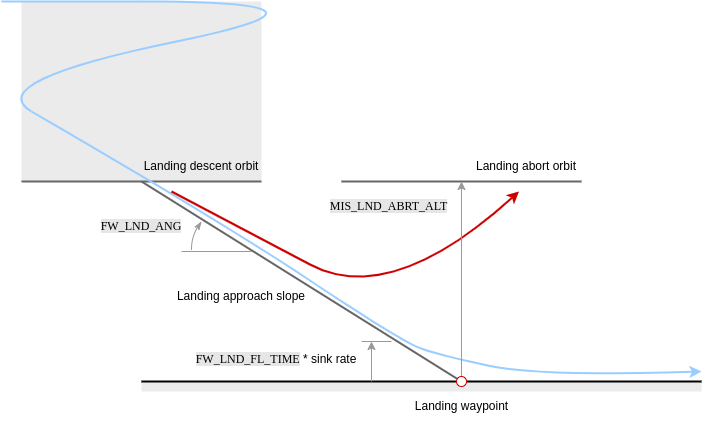 Landing descent orbit
Landing abort orbit
MIS_LND_ABRT_ALT
FW_LND_ANG
Landing approach slope
FW_LND_FL_TIME * sink rate
Landing waypoint